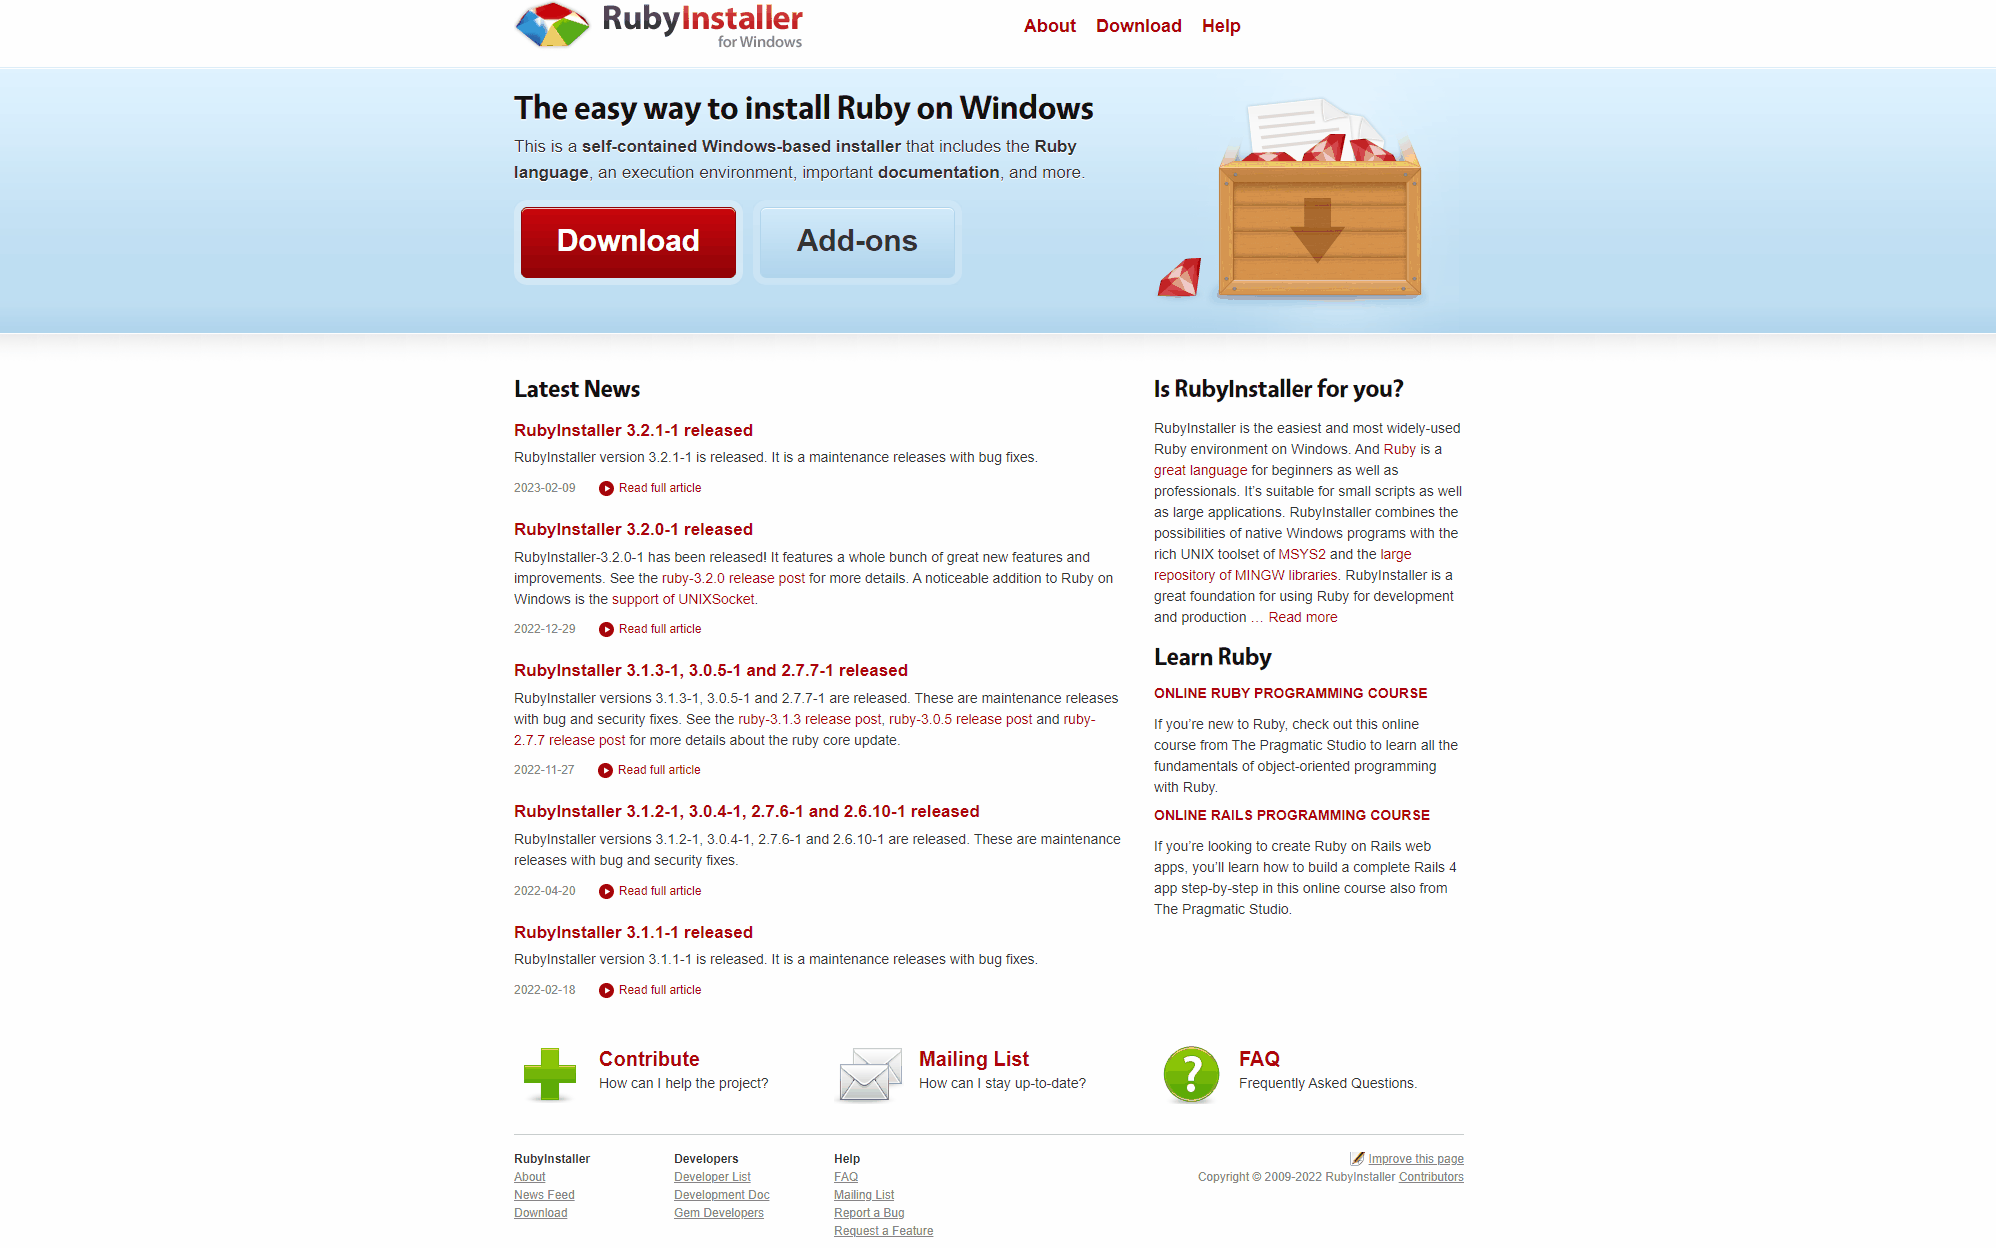 RubyInstaller
for Windows
About Download Help
The easy way to install Ruby on Windows
This is a self-contained Windows-based installer that includes the Ruby
language, an execution environment, important documentation, and more.
Download Add-ons
Latest News
RubyInstaller 3.2.1-1 released
RubyInstaller version 3.2.1-1 is released. It is a maintenance releases with bug fixes.
2023-02-09 Read full article
RubyInstaller 3.2.0-1 released
RubyInstaller-3.2.0-1 has been released! It features a whole bunch of great new features and
improvements. See the ruby-3.2.0 release post for more details. A noticeable addition to Ruby on
Windows is the support of UNIXSocket.
2022-12-29 Read full article
RubyInstaller 3.1.3-1, 3.0.5-1 and 2.7.7-1 released
RubyInstaller versions 3.1.3-1, 3.0.5-1 and 2.7.7-1 are released. These are maintenance releases
with bug and security fixes. See the ruby-3.1.3 release post, ruby-3.0.5 release post and ruby-
2.7.7 release post for more details about the ruby core update.
2022-11-27 Read full article
RubyInstaller 3.1.2-1, 3.0.4-1, 2.7.6-1 and 2.6.10-1 released
RubyInstaller versions 3.1.2-1, 3.0.4-1, 2.7.6-1 and 2.6.10-1 are released. These are maintenance
releases with bug and security fixes.
2022-04-20 Read full article
RubyInstaller 3.1.1-1 released
RubyInstaller version 3.1.1-1 is released. It is a maintenance releases with bug fixes.
2022-02-18 Read full article
Is RubyInstaller for you?
RubyInstaller is the easiest and most widely-used
Ruby environment on Windows. And Ruby is a
great language for beginners as well as
professionals. It's suitable for small scripts as well
as large applications. RubyInstaller combines the
possibilities of native Windows programs with the
rich UNIX toolset of MSYS2 and the large
repository of MINGW libraries. RubyInstaller is a
great foundation for using Ruby for development
and production … Read more
Learn Ruby
ONLINE RUBY PROGRAMMING COURSE
If you're new to Ruby, check out this online
course from The Pragmatic Studio to learn all the
fundamentals of object-oriented programming
with Ruby.
ONLINE RAILS PROGRAMMING COURSE
If you're looking to create Ruby on Rails web
apps, you'll learn how to build a complete Rails 4
app step-by-step in this online course also from
The Pragmatic Studio.
Contribute
How can I help the project?
Mailing List
How can I stay up-to-date?
FAQ
Frequently Asked Questions.
RubyInstaller
About
News Feed
Download
Developers
Developer List
Development Doc
Gem Developers
Help
FAQ
Mailing List
Report a Bug
Request a Feature
Improve this page
Copyright © 2009-2022 RubyInstaller Contributors